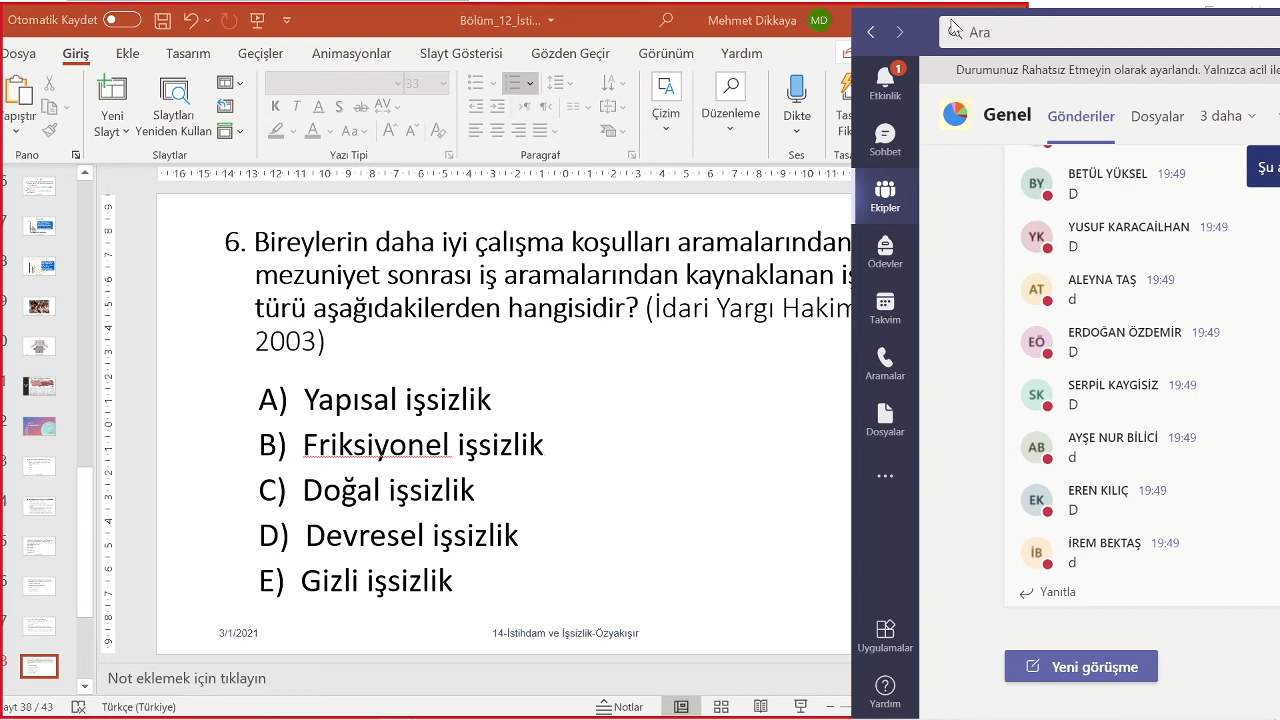 Otomatik Kaydet
Bölüm_12_İsti...
Mehmet Dikkaya
MD
Dosya
Giriş
Ekle
Tasarım
Geçişler
Animasyonlar
Slayt Gösterisi
Gözden Geçir
Görünüm
Yardım
Yeni
Slayt
Slaytları
Yeniden Kullan
33
Çizim
Düzenleme
Dikte
Pano
Slaytlar
Yazı Tipi
Paragraf
Ses
6. Bireylerin daha iyi çalışma koşulları aramalarından
mezuniyet sonrası iş aramalarından kaynaklanan
türü aşağıdakilerden hangisidir? (İdari Yargı Hakim
2003)
A) Yapısal işsizlik
B) Friksiyonel işsizlik
C) Doğal işsizlik
D) Devresel işsizlik
E) Gizli işsizlik
3/1/2021
14-İstihdam ve İşsizlik-Özyakışır
Not eklemek için tıklayın
ayt 38 / 43
Türkçe (Türkiye)
Notlar
Ara
1
Etkinlik
Sohbet
Ekipler
Ödevler
Takvim
Aramalar
Dosyalar
Uygulamalar
Yardım
Durumunuz Rahatsız Etmeyin olarak ayarlandı. Yalnızca acil
Genel
Gönderiler
Dosyalar
3 daha
Şu a
BY
BETÜL YÜKSEL 19:49
D
YK
YUSUF KARACAİLHAN 19:49
D
AT
ALEYNA TAŞ 19:49
d
EÖ
ERDOĞAN ÖZDEMİR 19:49
D
SK
SERPİL KAYGİSİZ 19:49
D
AB
AYŞE NUR BİLİCİ 19:49
d
EK
EREN KILIÇ 19:49
D
İB
İREM BEKTAŞ 19:49
d
Yanıtla
Yeni görüşme